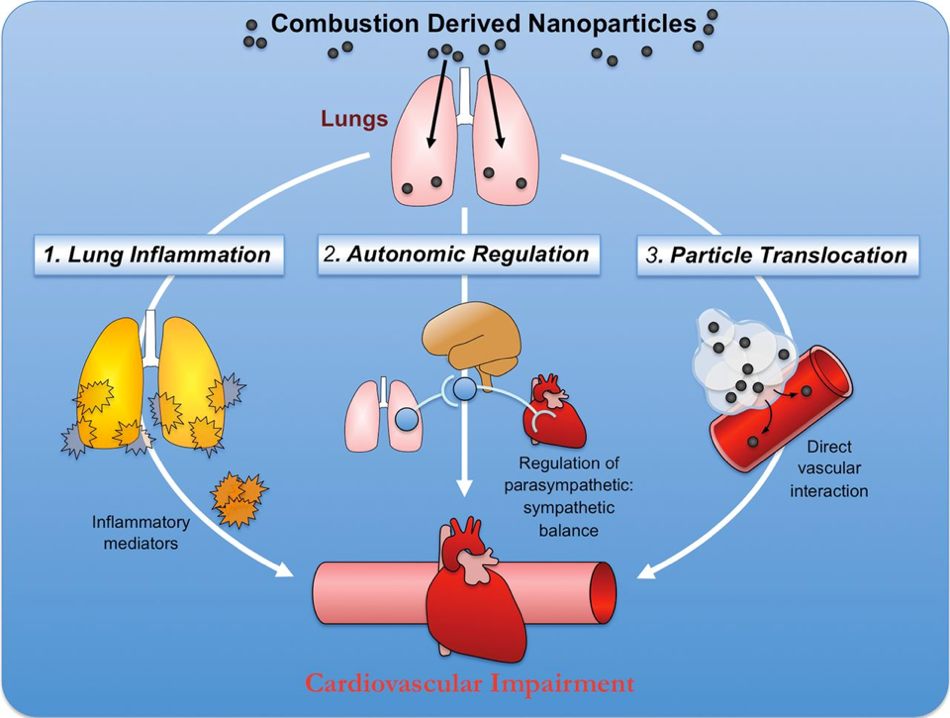 Combustion Derived Nanoparticles
Lungs
1. Lung Inflammation
2. Autonomic Regulation
3. Particle Translocation
Inflammatory
mediators
Regulation of
parasympathetic:
sympathetic
balance
Direct
vascular
interaction
Cardiovascular Impairment